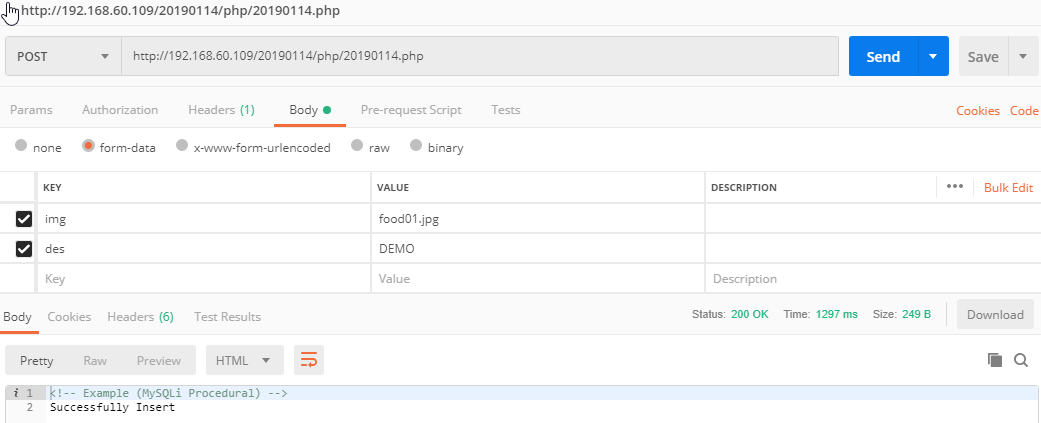 http://192.168.60.109/20190114/php/20190114.php
POST http://192.168.60.109/20190114/php/20190114.php Send Save
Params Authorization Headers (1) Body Pre-request Script Tests Cookies Code
none form-data x-www-form-urlencoded raw binary
KEY VALUE DESCRIPTION ••• Bulk Edit
img food01.jpg
des DEMO
Key Value Description
Body Cookies Headers (6) Test Results Status: 200 OK Time: 1297 ms Size: 249 B Download
Pretty Raw Preview HTML
i 1 <!-- Example (MySQLi Procedural) -->
2 Successfully Insert